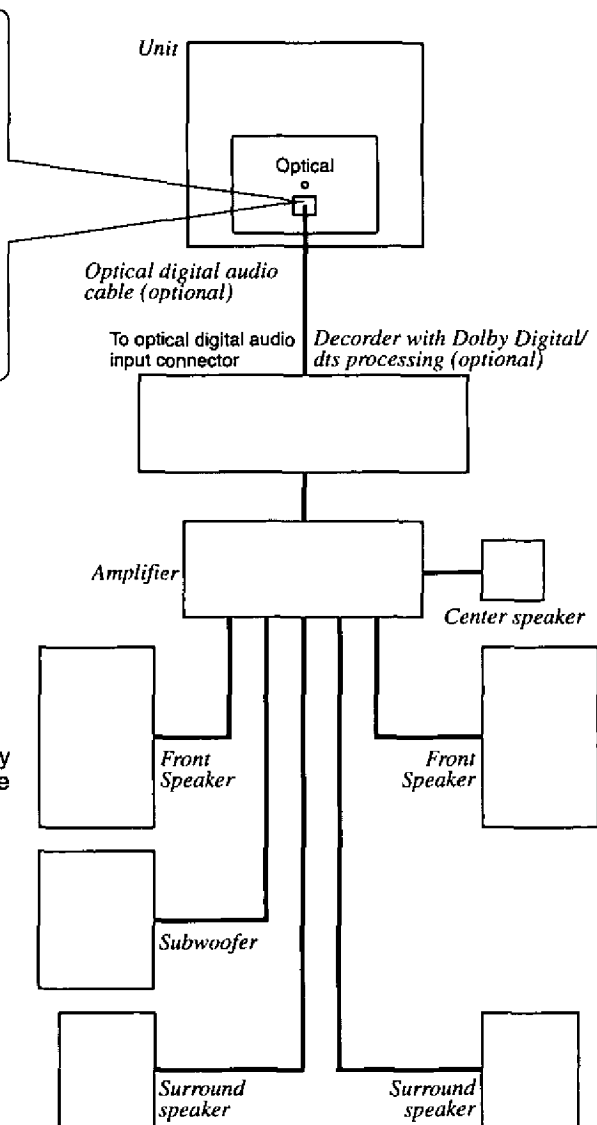 Unit
Optical
Optical digital audio
cable (optional)
To optical digital audio
input connector
Decorder with Dolby Digital/
dts processing (optional)
Amplifier
Center speaker
Front
Speaker
Front
Speaker
y
e
Subwoofer
Surround
speaker
Surround
speaker